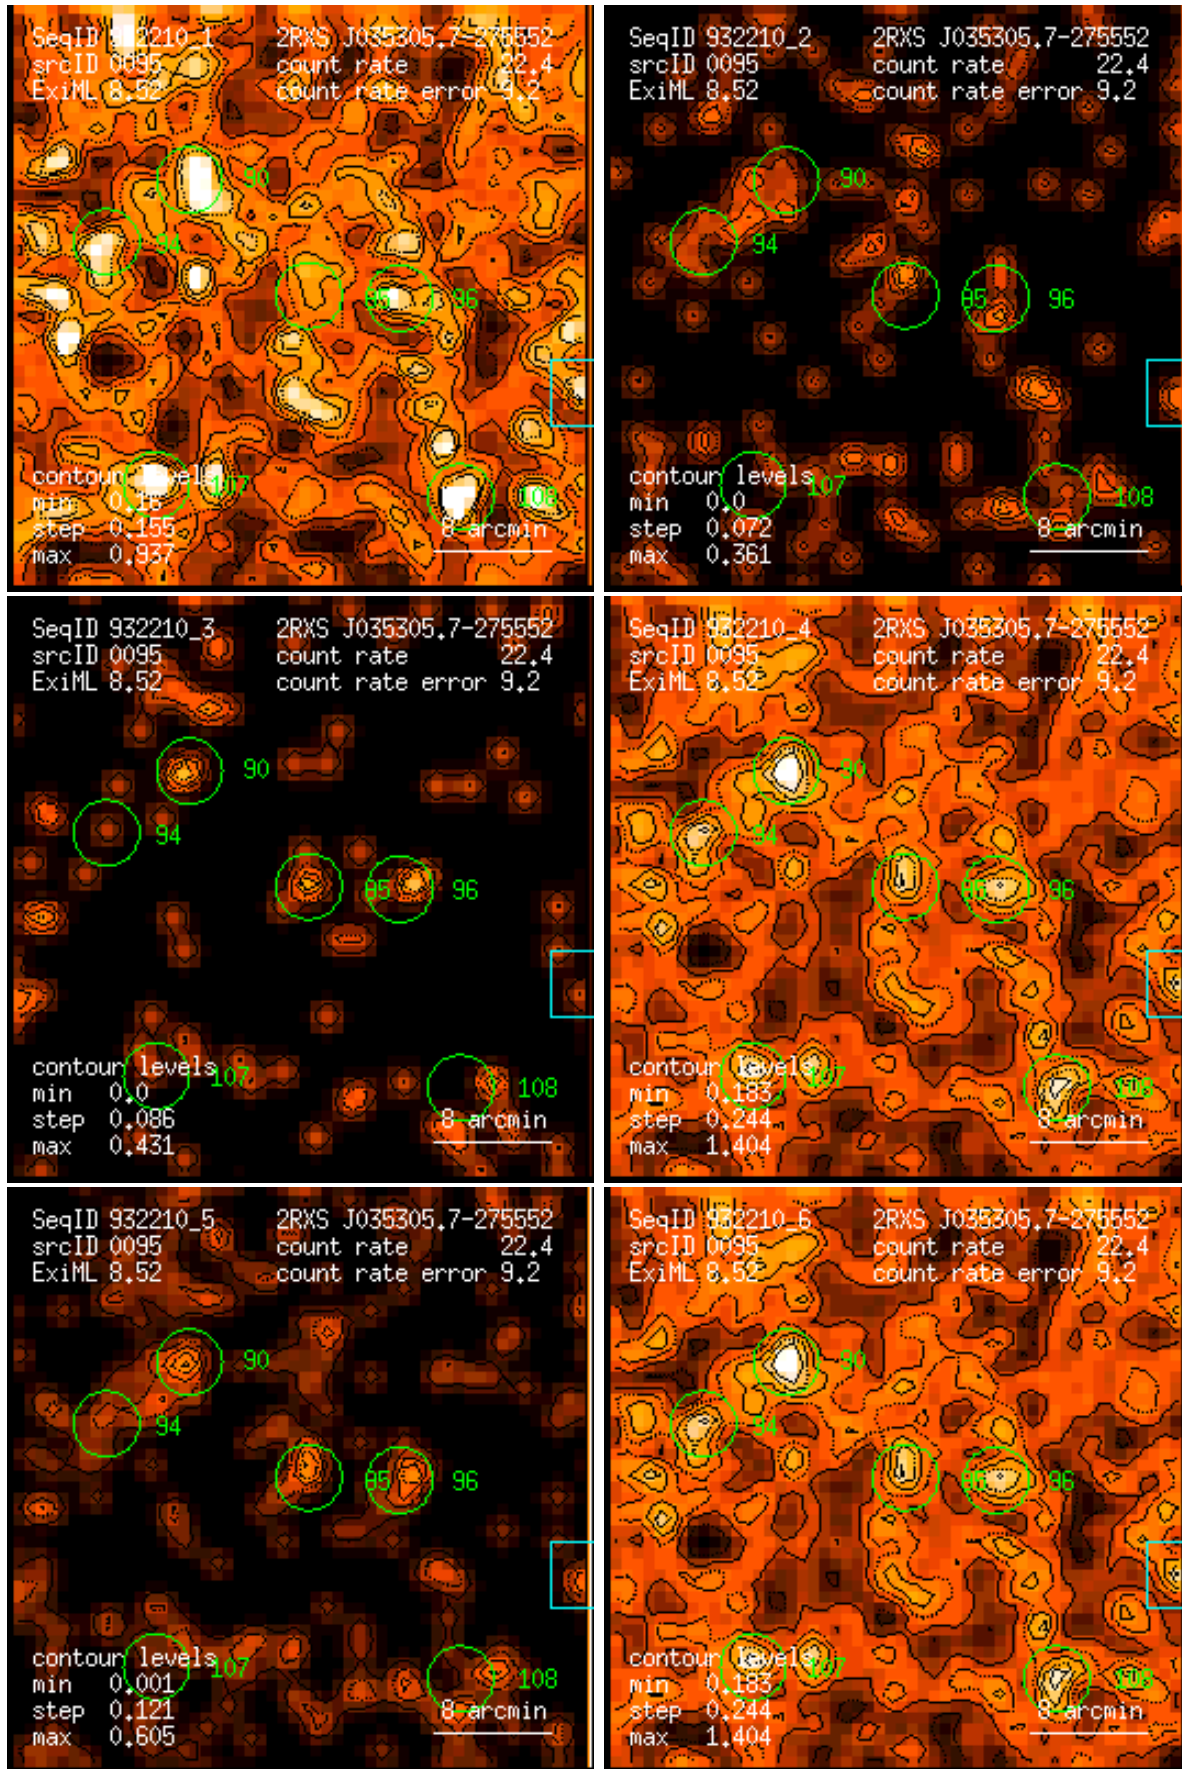 SeqID 932210_1 2RXS J035305.7-275552
srcID 0095 count rate 22.4
ExiML 8.52 count rate error 9.2
90
94
95 96
contour levels
107
min 0.16
108
step 0.155
8 arcmin
max 0.937
SeqID 932210_2 2RXS J035305.7-275552
srcID 0095 count rate 22.4
ExiML 8.52 count rate error 9.2
90
94
95 96
contour levels
107
min 0.0
108
step 0.072
8 arcmin
max 0.361
SeqID 932210_3 2RXS J035305.7-275552
srcID 0095 count rate 22.4
ExiML 8.52 count rate error 9.2
90
94
95 96
contour levels
107
min 0.0
108
step 0.086
8 arcmin
max 0.431
SeqID 932210_4 2RXS J035305.7-275552
srcID 0095 count rate 22.4
ExiML 8.52 count rate error 9.2
90
94
95 96
contour levels
107
min 0.183
108
step 0.244
8 arcmin
max 1.404
SeqID 932210_5 2RXS J035305.7-275552
srcID 0095 count rate 22.4
ExiML 8.52 count rate error 9.2
90
94
95 96
contour levels
107
min 0.001
108
step 0.121
8 arcmin
max 0.605
SeqID 932210_6 2RXS J035305.7-275552
srcID 0095 count rate 22.4
ExiML 8.52 count rate error 9.2
90
94
95 96
contour levels
107
min 0.183
108
step 0.244
8 arcmin
max 1.404